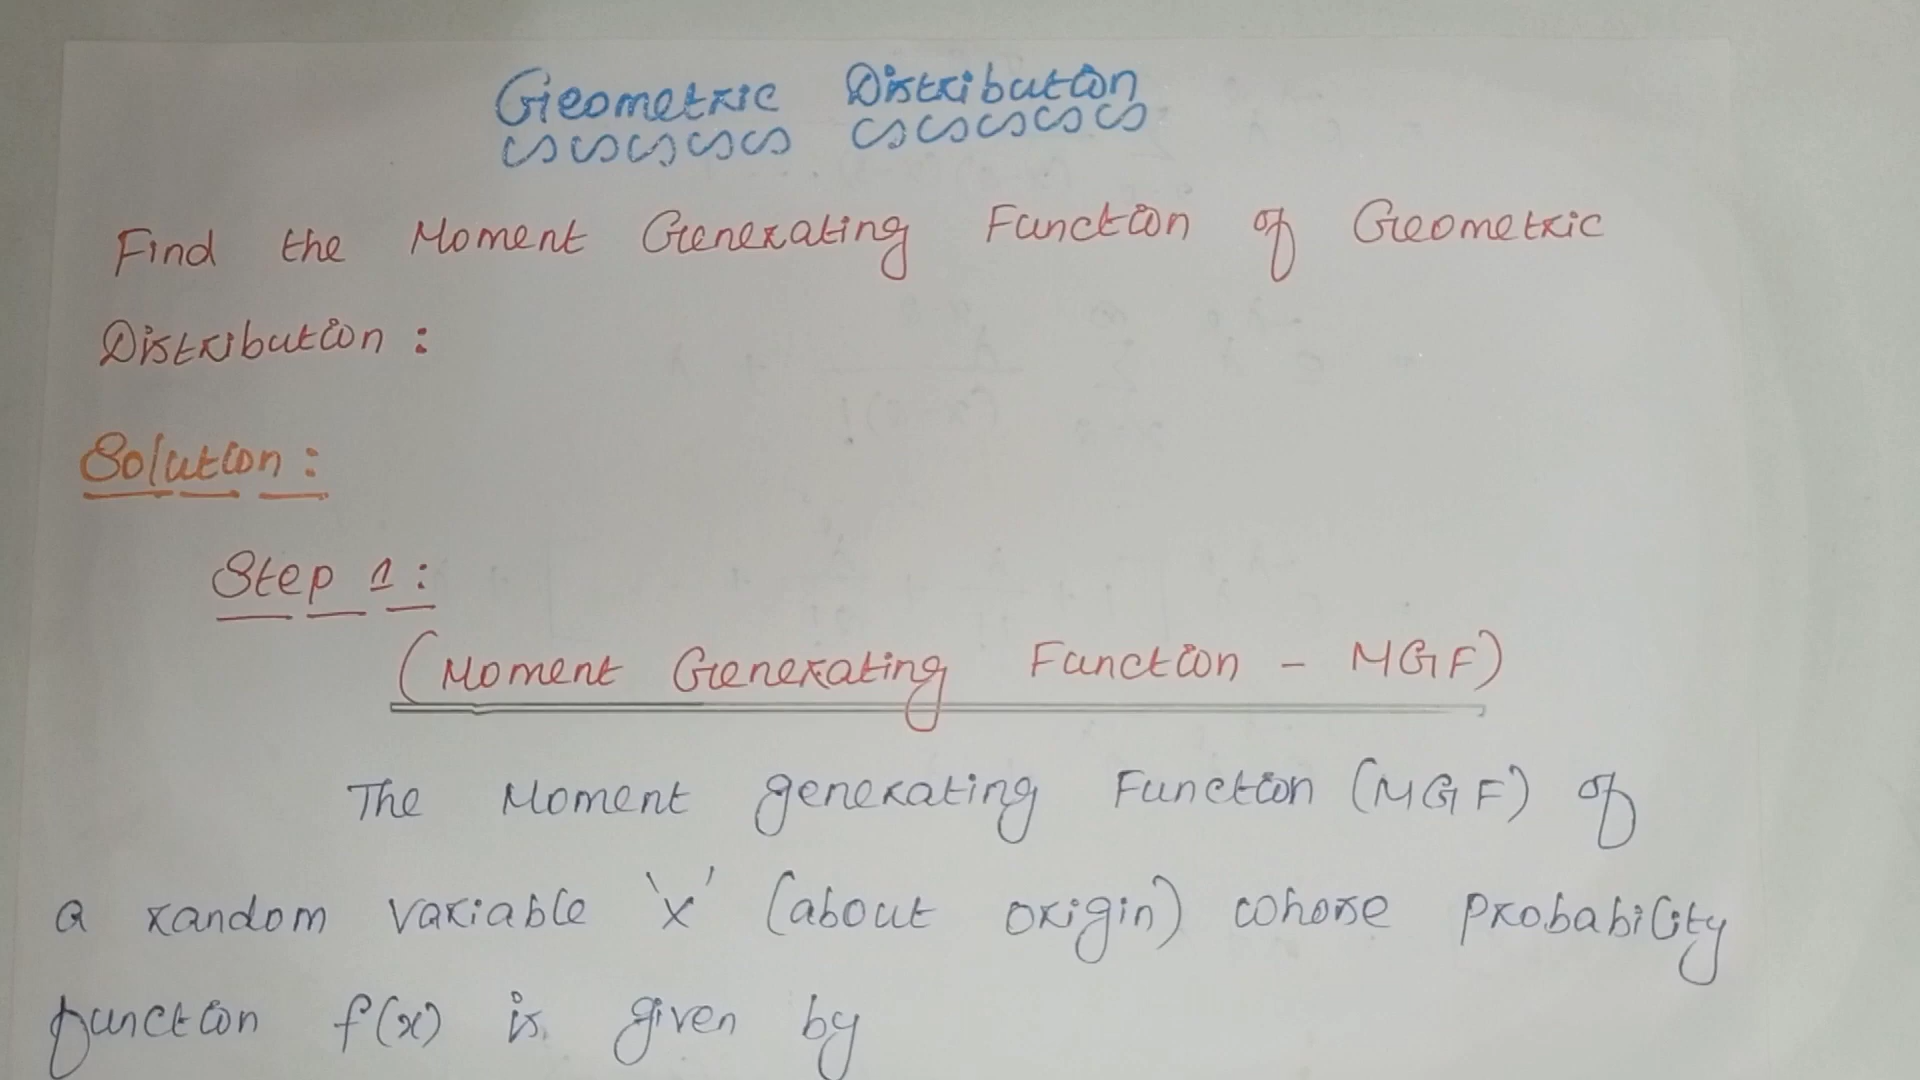 Geometric Distribution
Find the Moment Generating Function of Geometric
Distribution :
Solution :
Step 1 :
(Moment Generating Function - MGF)
The Moment generating Function (MGF) of
a random variable 'x' (about origin) whose probability
function f(x) is given by